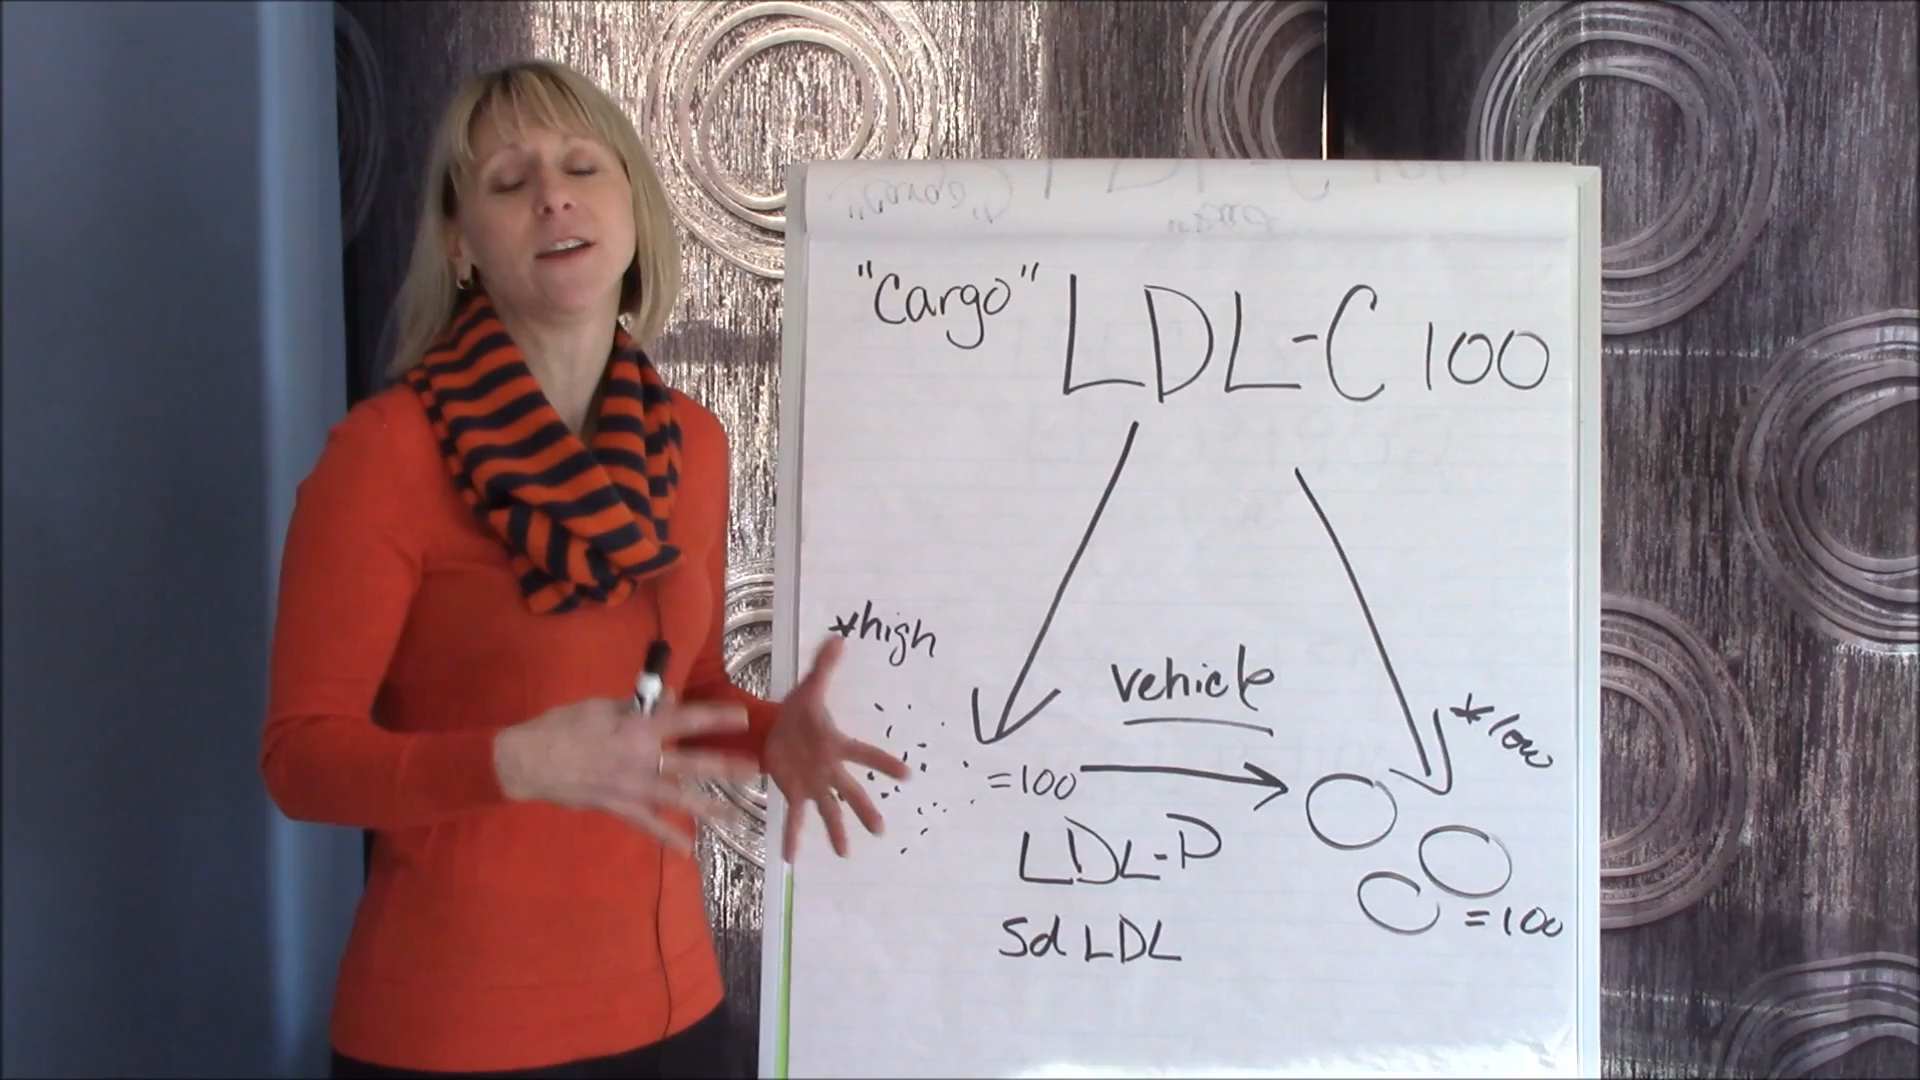 "Cargo" LDL-C 100
*high
vehicle
*low
=100
LDL-P
=100
sd LDL